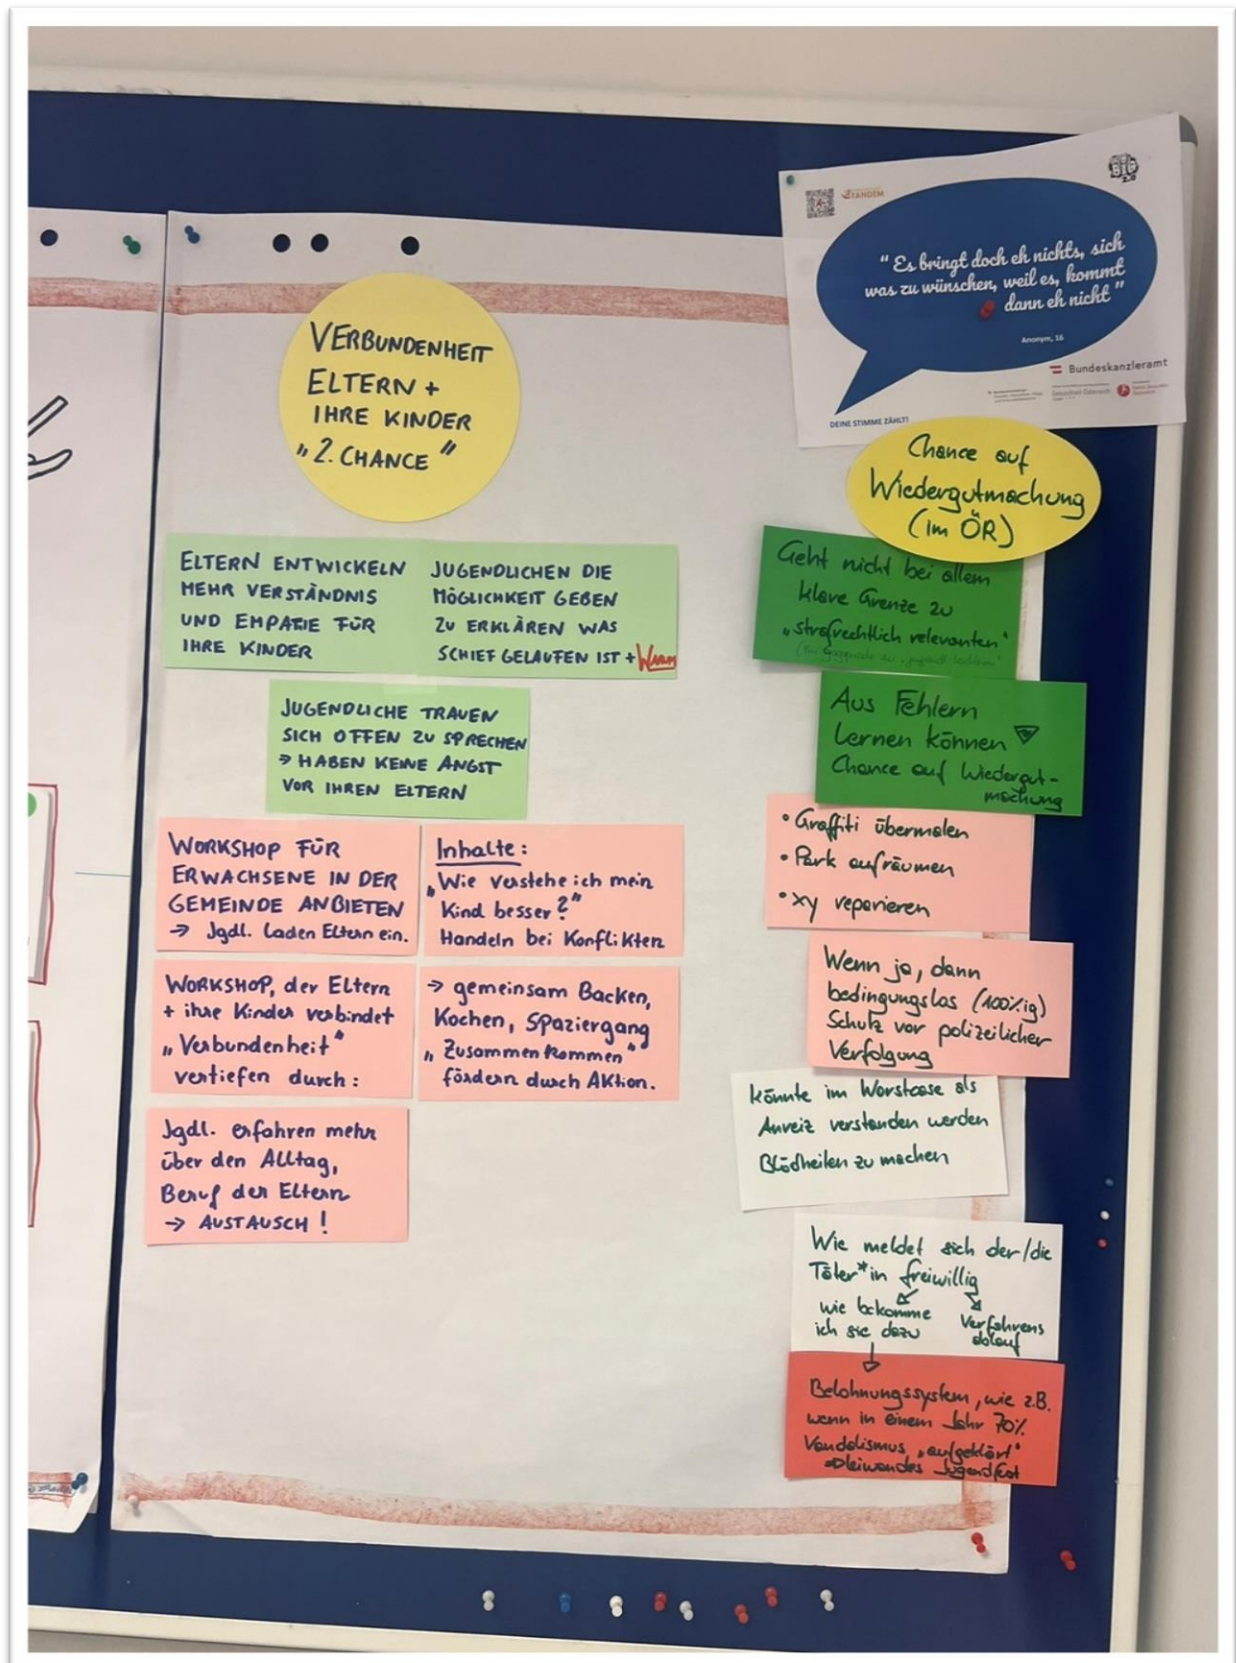 VERBUNDENHEIT
ELTERN +
IHRE KINDER
„2. CHANCE"
ELTERN ENTWICKELN
MEHR VERSTÄNDNIS
UND EMPATIE FÜR
IHRE KINDER
JUGENDLICHEN DIE
MÖGLICHKEIT GEBEN
ZU ERKLÄREN WAS
SCHIEF GELAUFEN IST + WARUM
JUGENDLICHE TRAUEN
SICH OFFEN ZU SPRECHEN
→ HABEN KEINE ANGST
VOR IHREN ELTERN
WORKSHOP FÜR
ERWACHSENE IN DER
GEMEINDE ANBIETEN
→ Jgdl. laden Eltern ein.
Inhalte:
„Wie verstehe ich mein
Kind besser?"
Handeln bei Konflikten
WORKSHOP, der Eltern
+ ihre Kinder verbindet
„Verbundenheit"
vertiefen durch:
→ gemeinsam Backen,
Kochen, Spaziergang
„Zusammenkommen"
fördern durch Aktion.
Jgdl. erfahren mehr
über den Alltag,
Beruf der Eltern
→ AUSTAUSCH!
TANDEM
"Es bringt doch eh nichts, sich
was zu wünschen, weil es, kommt
dann eh nicht"
Anonym, 16
Bundeskanzleramt
DEINE STIMME ZÄHLT!
Chance auf
Wiedergutmachung
(im ÖR)
Geht nicht bei allem
klare Grenze zu
„strafrechtlich relevanten"
Aus Fehlern
lernen können
Chance auf Wiedergut-
machung
• Graffiti übermalen
• Park aufräumen
• xy reparieren
Wenn ja, dann
bedingungslos (100%ig)
Schutz vor polizeilicher
Verfolgung
könnte im Worstcase als
Anreiz verstanden werden
Blödheiten zu machen
Wie meldet sich der/die
Täter*in freiwillig
wie bekomme
ich sie dazu
Verfahrens
ablauf
Belohnungssystem, wie z.B.
wenn in einem Jahr 70%
Vandalismus „aufgeklärt"
⇒ leiwandes Jugendfest